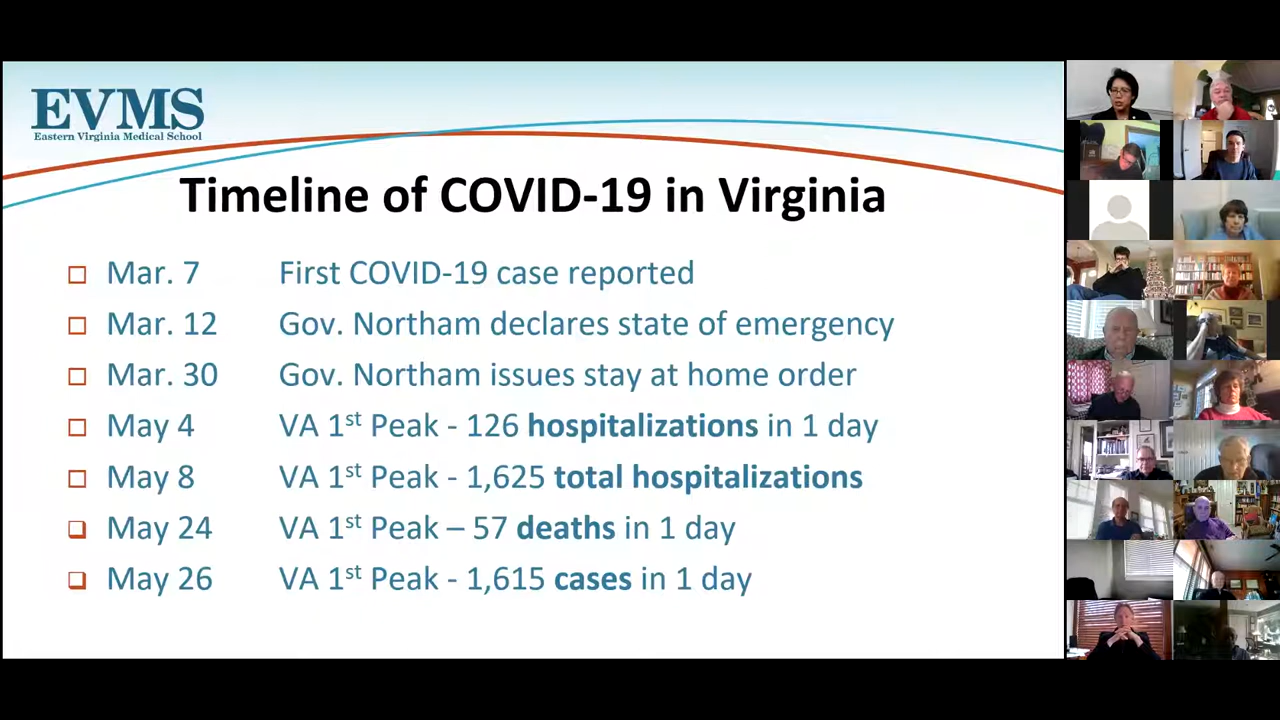 EVMS
Eastern Virginia Medical School
Timeline of COVID-19 in Virginia
Mar. 7 First COVID-19 case reported
Mar. 12 Gov. Northam declares state of emergency
Mar. 30 Gov. Northam issues stay at home order
May 4 VA 1st Peak - 126 hospitalizations in 1 day
May 8 VA 1st Peak - 1,625 total hospitalizations
May 24 VA 1st Peak – 57 deaths in 1 day
May 26 VA 1st Peak - 1,615 cases in 1 day